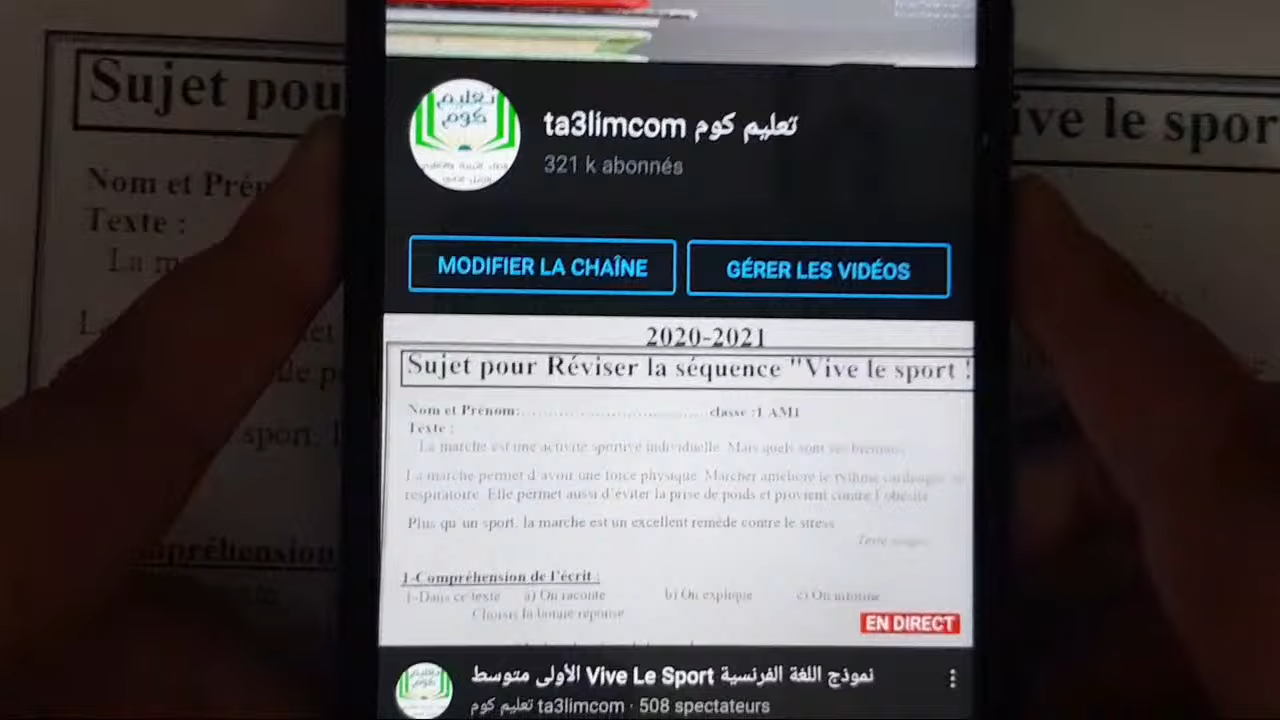 Sujet pou
ive le spor
Nom et Prén
Texte :
La m
sport, l
mpréhension
تعليم
كوم
ta3limcom تعليم كوم
321 k abonnés
MODIFIER LA CHAÎNE
GÉRER LES VIDÉOS
2020-2021
Sujet pour Réviser la séquence "Vive le sport !
Nom et Prénom:........................................classe :1 AM1
Texte :
La marche est une activité sportive individuelle. Mais quels sont ses
La marche permet d'avoir une force physique. Marcher améliore le rythme
respiratoire. Elle permet aussi d'éviter la prise de poids et provient contre l'obésité
Plus qu'un sport, la marche est un excellent remède contre le stress
Texte
1-Compréhension de l'écrit :
1-Dans ce texte a) On raconte b) On explique c) On informe
Choisis la bonne réponse
EN DIRECT
نموذج اللغة الفرنسية Vive Le Sport الأولى متوسط
ta3limcom تعليم كوم · 508 spectateurs